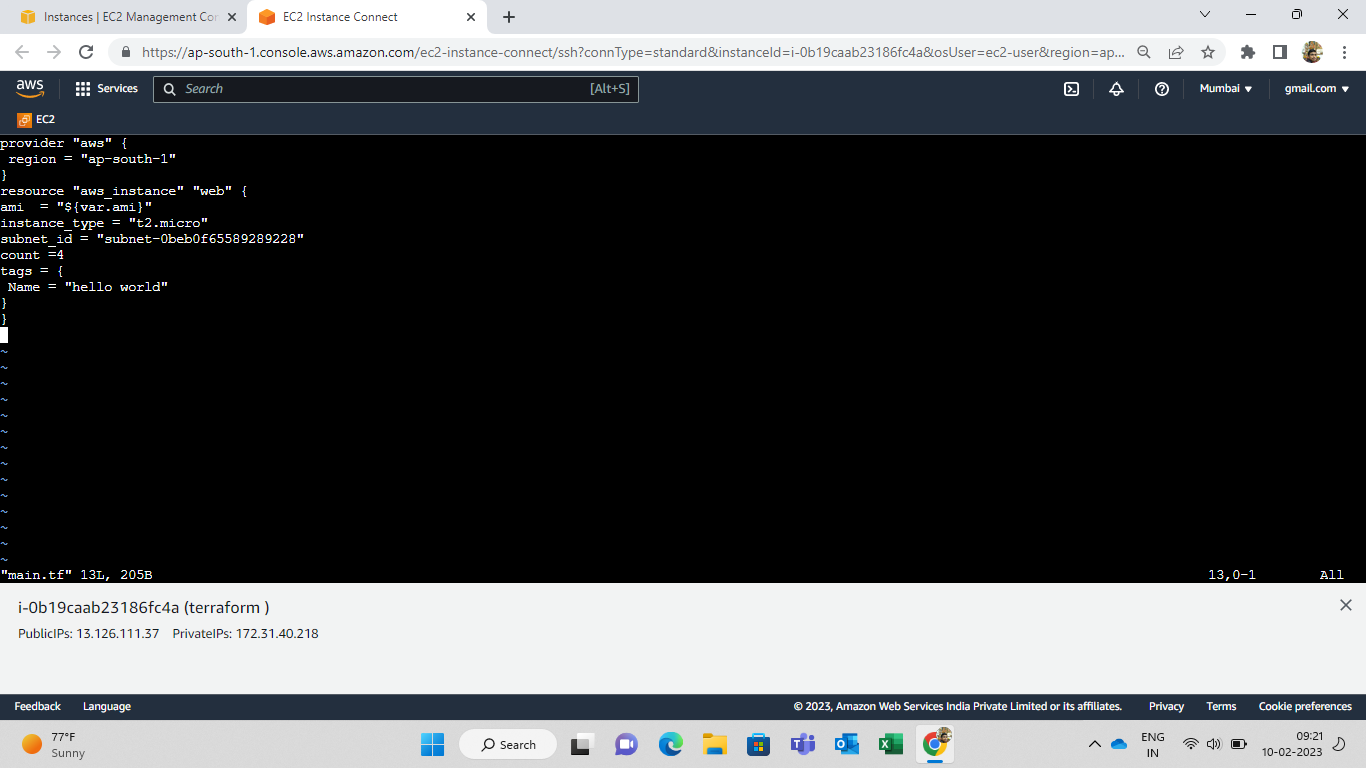 Instances | EC2 Management Con
EC2 Instance Connect
https://ap-south-1.console.aws.amazon.com/ec2-instance-connect/ssh?connType=standard&instanceId=i-0b19caab23186fc4a&osUser=ec2-user&region=ap...
aws
Services
Search
[Alt+S]
Mumbai
gmail.com
EC2
provider "aws" {
 region = "ap-south-1"
}
resource "aws_instance" "web" {
ami  = "${var.ami}"
instance_type = "t2.micro"
subnet_id = "subnet-0beb0f65589289228"
count =4
tags = {
 Name = "hello world"
}
}
~
~
~
~
~
~
~
~
~
~
~
~
~
~
"main.tf" 13L, 205B 13,0-1 All
i-0b19caab23186fc4a (terraform )
PublicIPs: 13.126.111.37 PrivateIPs: 172.31.40.218
Feedback Language © 2023, Amazon Web Services India Private Limited or its affiliates. Privacy Terms Cookie preferences
77°F
Sunny
Search
ENG
IN
09:21
10-02-2023